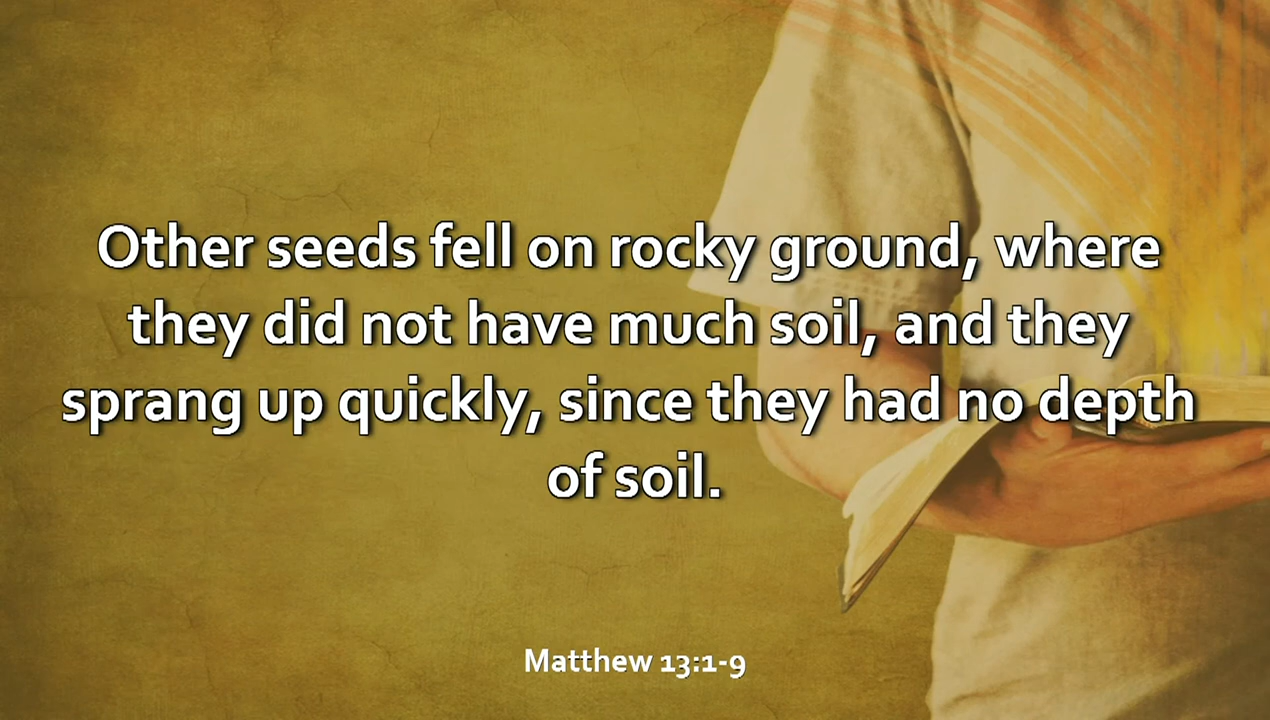 Other seeds fell on rocky ground, where
they did not have much soil, and they
sprang up quickly, since they had no depth
of soil.
Matthew 13:1-9